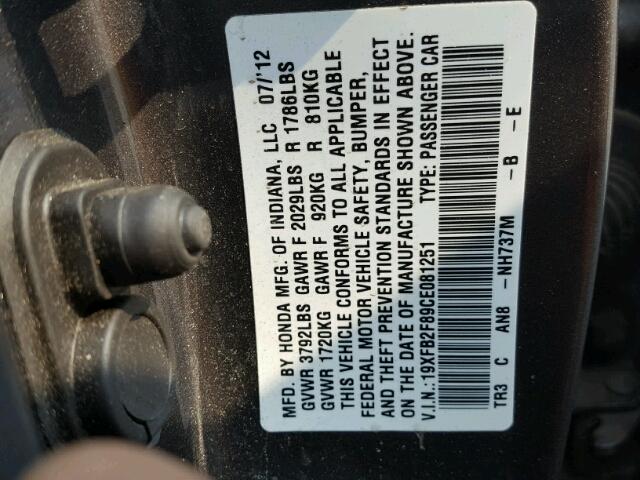 MFD. BY HONDA MFG. OF INDIANA, LLC 07/'12
GVWR 3792LBS GAWR F 2029LBS R 1786LBS
GVWR 1720KG GAWR F 920KG R 810KG
THIS VEHICLE CONFORMS TO ALL APPLICABLE
FEDERAL MOTOR VEHICLE SAFETY, BUMPER,
AND THEFT PREVENTION STANDARDS IN EFFECT
ON THE DATE OF MANUFACTURE SHOWN ABOVE.
V.I.N.:19XFB2F89CE081251 TYPE: PASSENGER CAR
TR3 C AN8 -NH737M -B -E